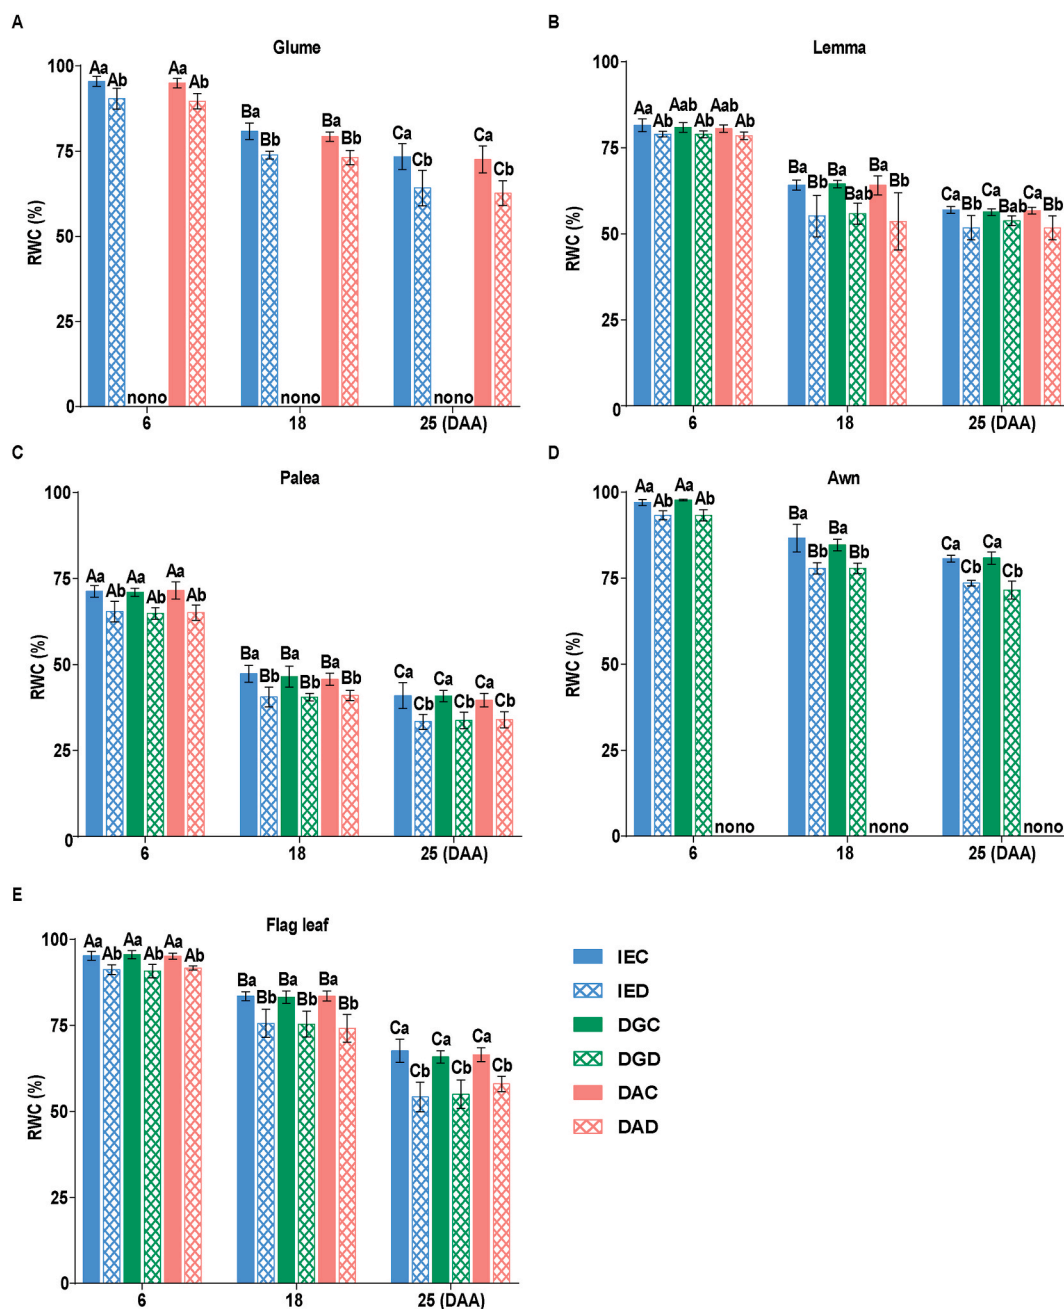 A
Glume
RWC (%)
100
75
50
25
0
Aa Ab Aa Ab
Ba Bb Ba Bb
Ca Cb Ca Cb
nono nono nono
6 18 25 (DAA)
B
Lemma
RWC (%)
100
75
50
25
0
Aa Ab Aab Ab Aab Ab
Ba Bb Ba Bab Ba Bb
Ca Bb Ca Bab Ca Bb
6 18 25 (DAA)
C
Palea
RWC (%)
100
75
50
25
0
Aa Ab Aa Ab Aa Ab
Ba Bb Ba Bb Ba Bb
Ca Cb Ca Cb Ca Cb
6 18 25 (DAA)
D
Awn
RWC (%)
100
75
50
25
0
Aa Ab Aa Ab
Ba Bb Ba Bb
Ca Cb Ca Cb
nono nono nono
6 18 25 (DAA)
E
Flag leaf
RWC (%)
100
75
50
25
0
Aa Ab Aa Ab Aa Ab
Ba Bb Ba Bb Ba Bb
Ca Cb Ca Cb Ca Cb
6 18 25 (DAA)
IEC
IED
DGC
DGD
DAC
DAD